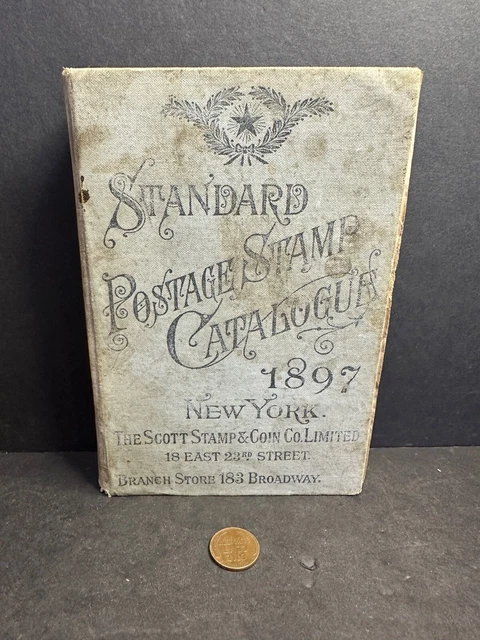 STANDARD
POSTAGE STAMP
CATALOGUE
1897
NEW YORK.
THE SCOTT STAMP & COIN CO. LIMITED
18 EAST 23RD STREET.
BRANCH STORE 183 BROADWAY.